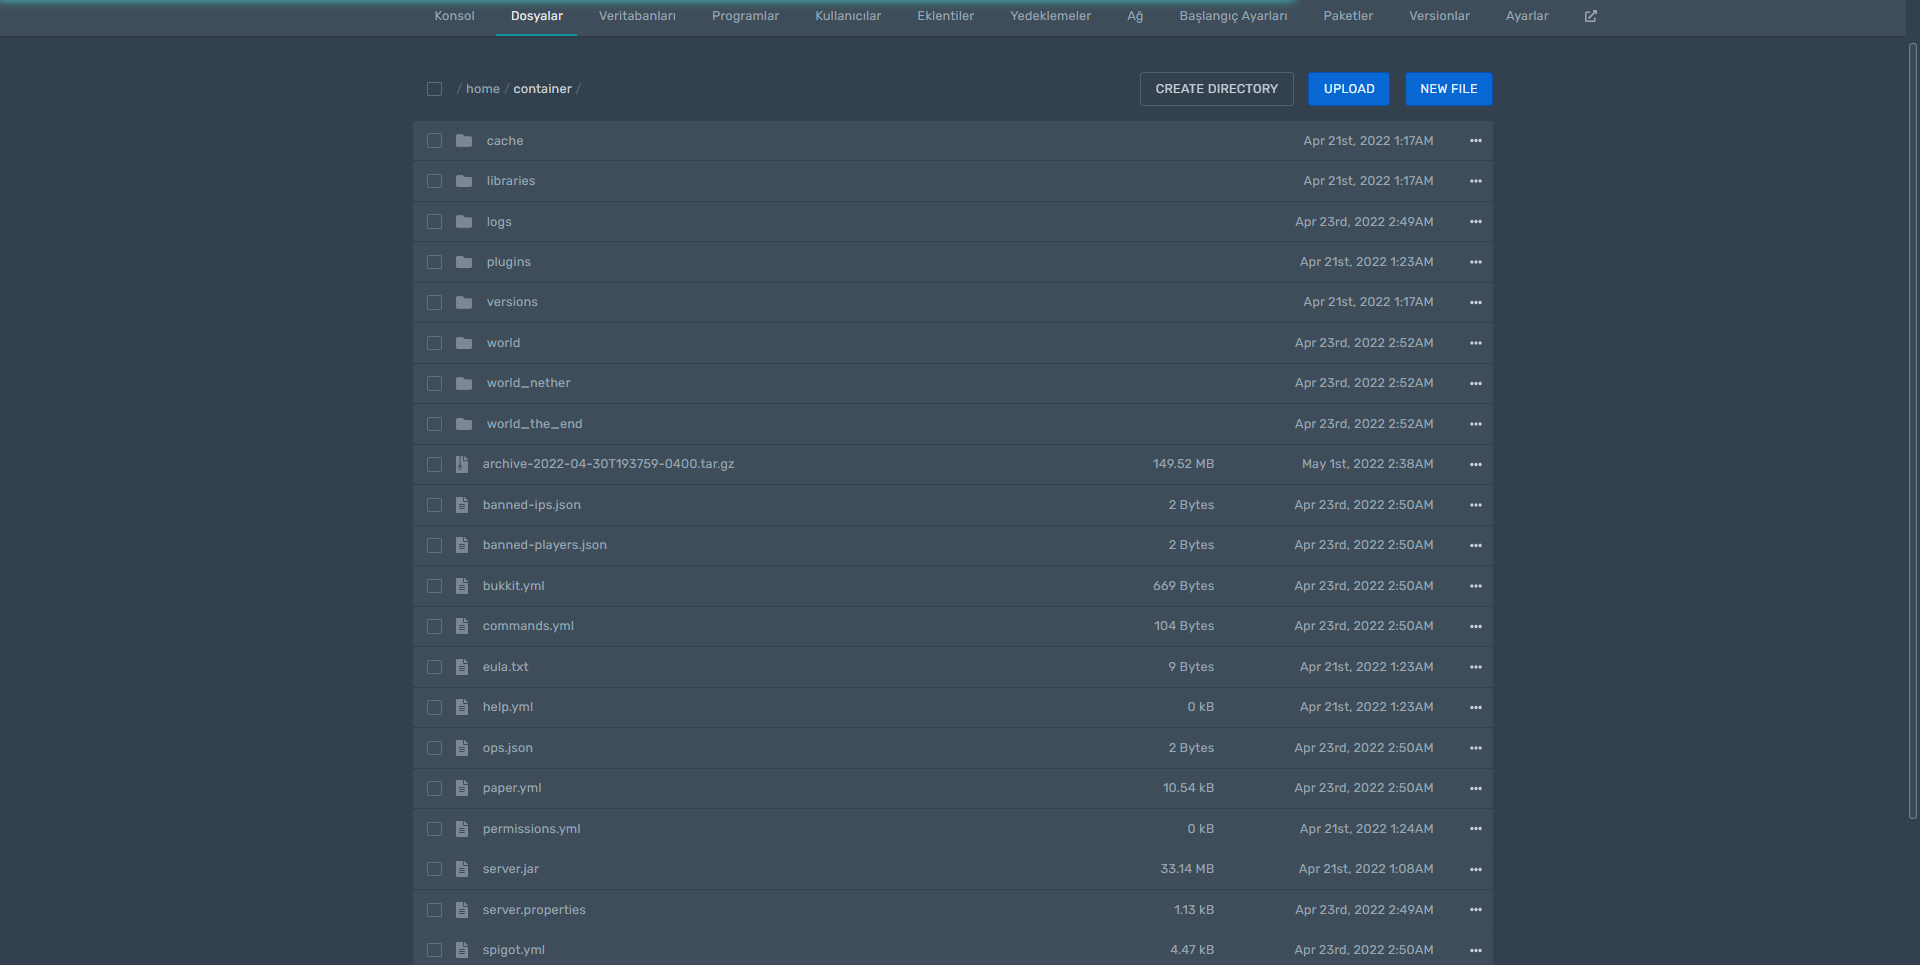 Konsol Dosyalar Veritabanları Programlar Kullanıcılar Eklentiler Yedeklemeler Ağ Başlangıç Ayarları Paketler Versionlar Ayarlar
/ home / container / CREATE DIRECTORY UPLOAD NEW FILE
cache Apr 21st, 2022 1:17AM
libraries Apr 21st, 2022 1:17AM
logs Apr 23rd, 2022 2:49AM
plugins Apr 21st, 2022 1:23AM
versions Apr 21st, 2022 1:17AM
world Apr 23rd, 2022 2:52AM
world_nether Apr 23rd, 2022 2:52AM
world_the_end Apr 23rd, 2022 2:52AM
archive-2022-04-30T193759-0400.tar.gz 149.52 MB May 1st, 2022 2:38AM
banned-ips.json 2 Bytes Apr 23rd, 2022 2:50AM
banned-players.json 2 Bytes Apr 23rd, 2022 2:50AM
bukkit.yml 669 Bytes Apr 23rd, 2022 2:50AM
commands.yml 104 Bytes Apr 23rd, 2022 2:50AM
eula.txt 9 Bytes Apr 21st, 2022 1:23AM
help.yml 0 kB Apr 21st, 2022 1:23AM
ops.json 2 Bytes Apr 23rd, 2022 2:50AM
paper.yml 10.54 kB Apr 23rd, 2022 2:50AM
permissions.yml 0 kB Apr 21st, 2022 1:24AM
server.jar 33.14 MB Apr 21st, 2022 1:08AM
server.properties 1.13 kB Apr 23rd, 2022 2:49AM
spigot.yml 4.47 kB Apr 23rd, 2022 2:50AM